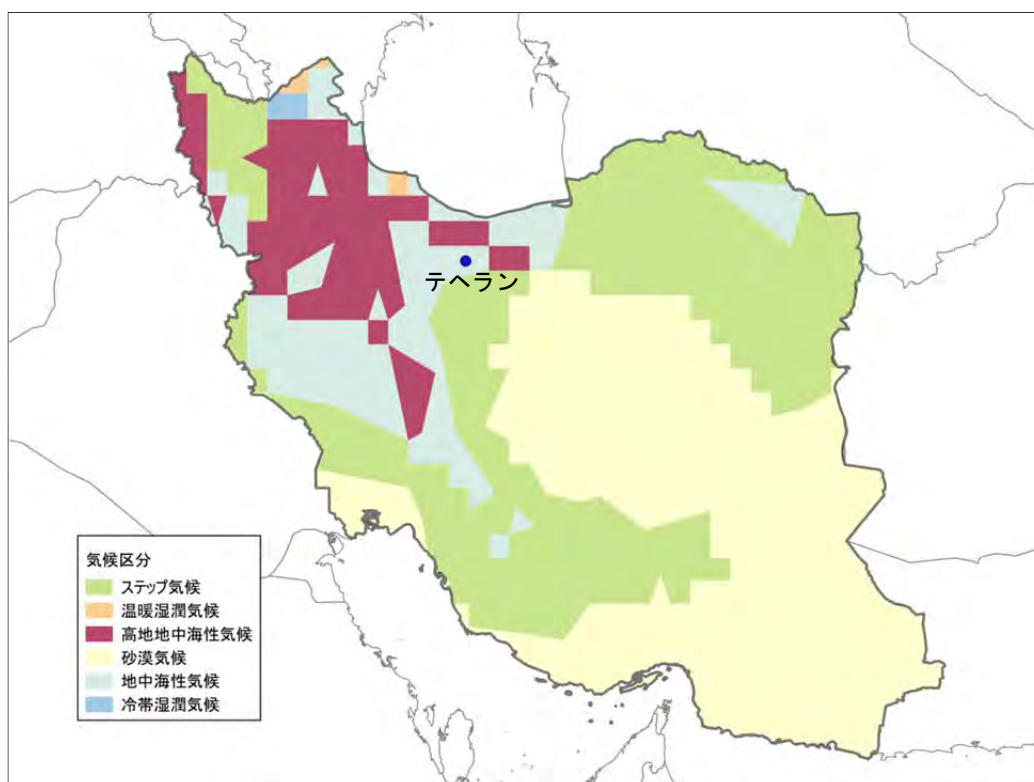 テヘラン
気候区分
ステップ気候
温暖湿潤気候
高地地中海性気候
砂漠気候
地中海性気候
冷帯湿潤気候